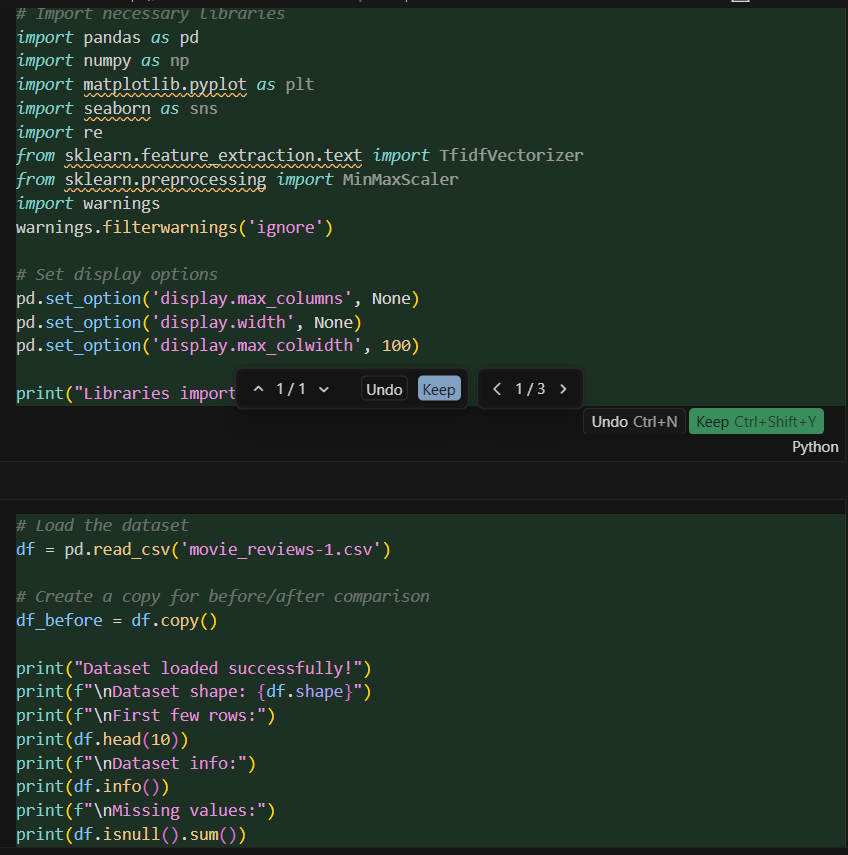 # Import necessary libraries
import pandas as pd
import numpy as np
import matplotlib.pyplot as plt
import seaborn as sns
import re
from sklearn.feature_extraction.text import TfidfVectorizer
from sklearn.preprocessing import MinMaxScaler
import warnings
warnings.filterwarnings('ignore')
# Set display options
pd.set_option('display.max_columns', None)
pd.set_option('display.width', None)
pd.set_option('display.max_colwidth', 100)
print("Libraries import
1/1 Undo Keep 1/3
Undo Ctrl+N Keep Ctrl+Shift+Y
Python
# Load the dataset
df = pd.read_csv('movie_reviews-1.csv')
# Create a copy for before/after comparison
df_before = df.copy()
print("Dataset loaded successfully!")
print(f"\nDataset shape: {df.shape}")
print(f"\nFirst few rows:")
print(df.head(10))
print(f"\nDataset info:")
print(df.info())
print(f"\nMissing values:")
print(df.isnull().sum())